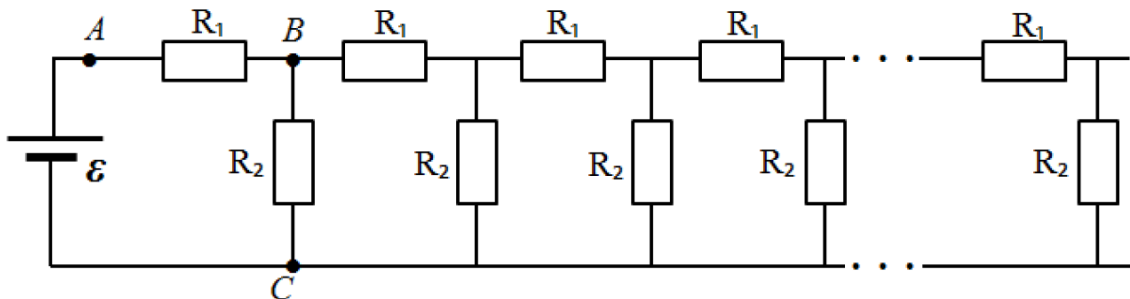 A R₁ B R₁ R₁ R₁ R₁
ε R₂ R₂ R₂ R₂ R₂
C